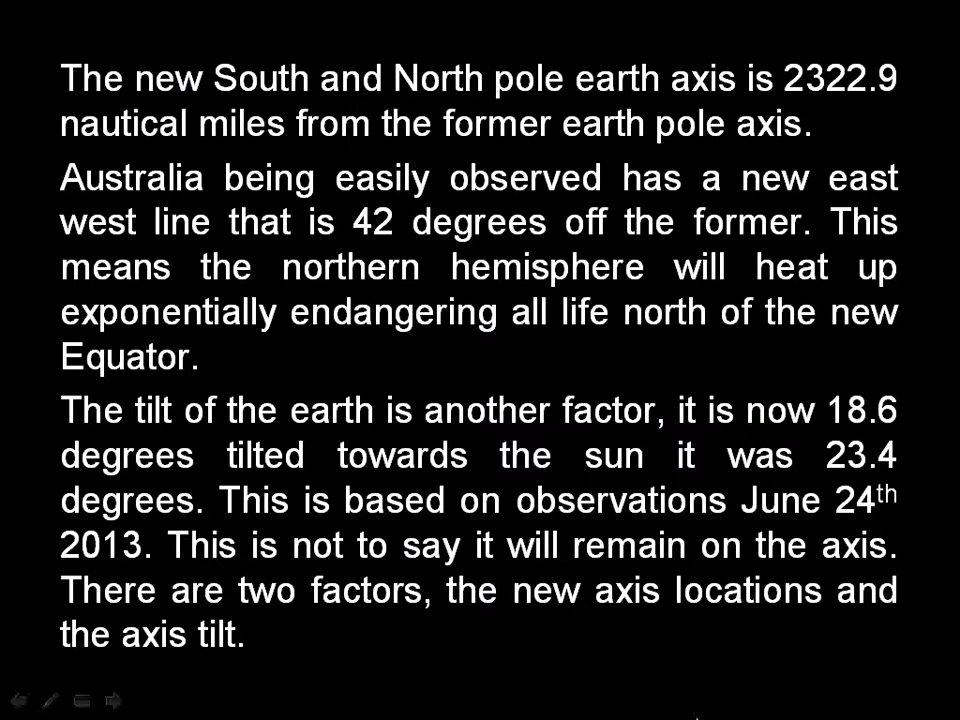 The new South and North pole earth axis is 2322.9
nautical miles from the former earth pole axis.
Australia being easily observed has a new east
west line that is 42 degrees off the former. This
means the northern hemisphere will heat up
exponentially endangering all life north of the new
Equator.
The tilt of the earth is another factor, it is now 18.6
degrees tilted towards the sun it was 23.4
degrees. This is based on observations June 24th
2013. This is not to say it will remain on the axis.
There are two factors, the new axis locations and
the axis tilt.